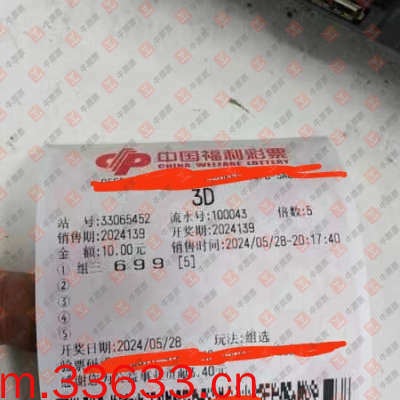 中国福利彩票
CHINA WELFARE LOTTERY
3D
站 号:33065452 流水号:100043 倍数:5
销售期:2024139 开奖期:2024139
金 额:10.00元 销售时间:2024/05/28-20:17:40
① 组三 699 [5]
②
③
④
⑤
开奖日期:2024/05/28 玩法:组选
m.33633.cn